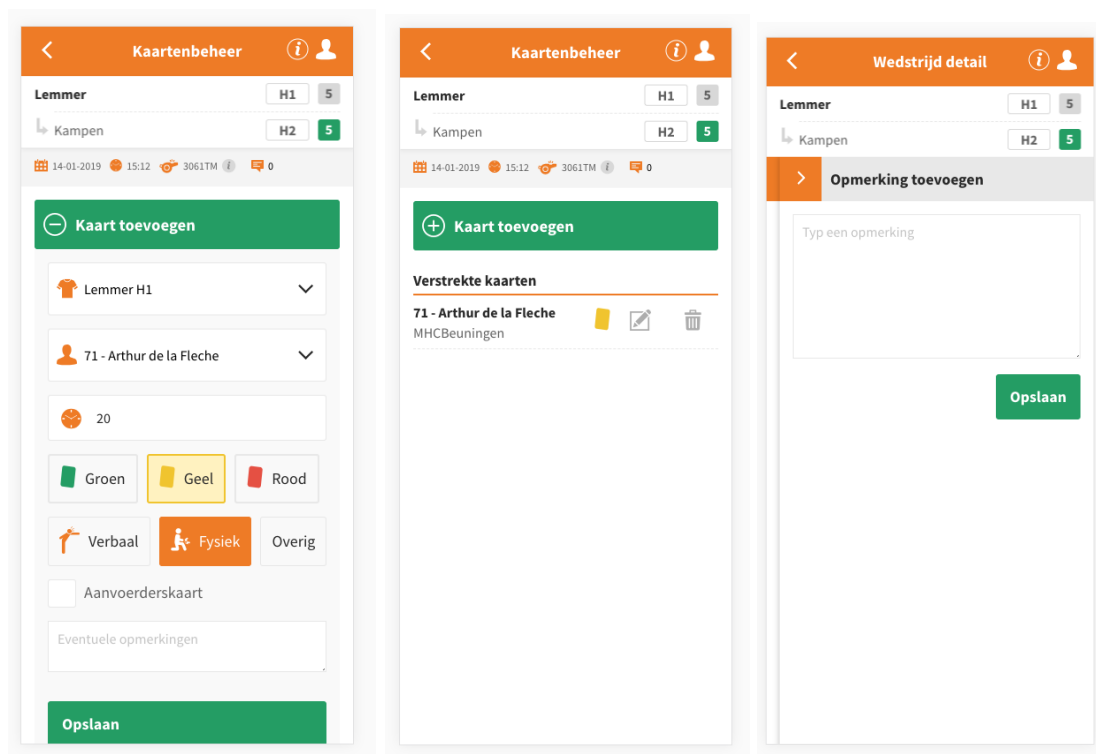 Kaartenbeheer
Lemmer H1 5
Kampen H2 5
14-01-2019 15:12 3061TM i 0
Kaart toevoegen
Lemmer H1
71 - Arthur de la Fleche
20
Groen Geel Rood
Verbaal Fysiek Overig
Aanvoerderskaart
Eventuele opmerkingen
Opslaan
Kaartenbeheer
Lemmer H1 5
Kampen H2 5
14-01-2019 15:12 3061TM i 0
Kaart toevoegen
Verstrekte kaarten
71 - Arthur de la Fleche
MHCBeuningen
Wedstrijd detail
Lemmer H1 5
Kampen H2 5
Opmerking toevoegen
Typ een opmerking
Opslaan